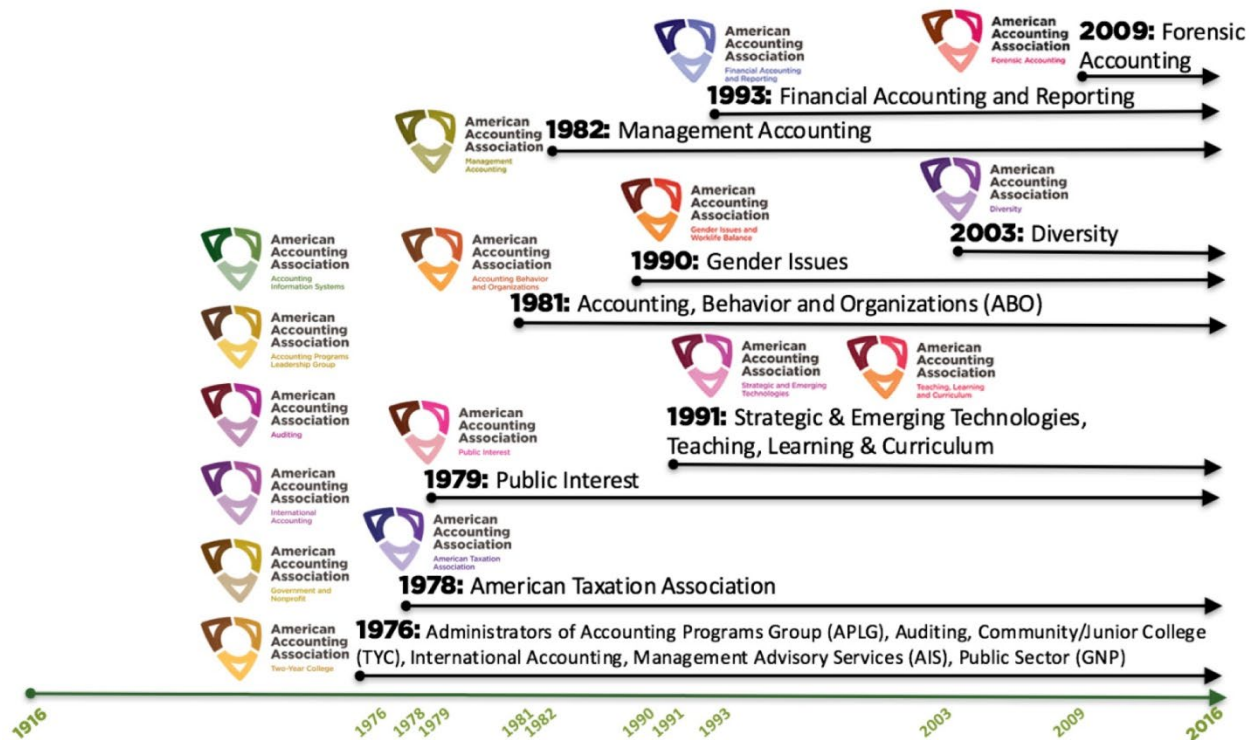 American
Accounting
Association
Financial Accounting
and Reporting
American
Accounting
Association
Forensic Accounting
2009: Forensic
Accounting
1993: Financial Accounting and Reporting
American
Accounting
Association
Management
Accounting
1982: Management Accounting
American
Accounting
Association
Gender Issues and
Worklife Balance
American
Accounting
Association
Diversity
2003: Diversity
1990: Gender Issues
American
Accounting
Association
Accounting
Information Systems
American
Accounting
Association
Accounting Behavior
and Organizations
1981: Accounting, Behavior and Organizations (ABO)
American
Accounting
Association
Accounting Programs
Leadership Group
American
Accounting
Association
Strategic and Emerging
Technologies
American
Accounting
Association
Teaching, Learning
and Curriculum
1991: Strategic & Emerging Technologies,
Teaching, Learning & Curriculum
American
Accounting
Association
Auditing
American
Accounting
Association
Public Interest
1979: Public Interest
American
Accounting
Association
International
Accounting
American
Accounting
Association
American Taxation
Association
1978: American Taxation Association
American
Accounting
Association
Government and
Nonprofit
American
Accounting
Association
Two-Year College
1976: Administrators of Accounting Programs Group (APLG), Auditing, Community/Junior College
(TYC), International Accounting, Management Advisory Services (AIS), Public Sector (GNP)
1916
1976
1978
1979
1981
1982
1990
1991
1993
2003
2009
2016